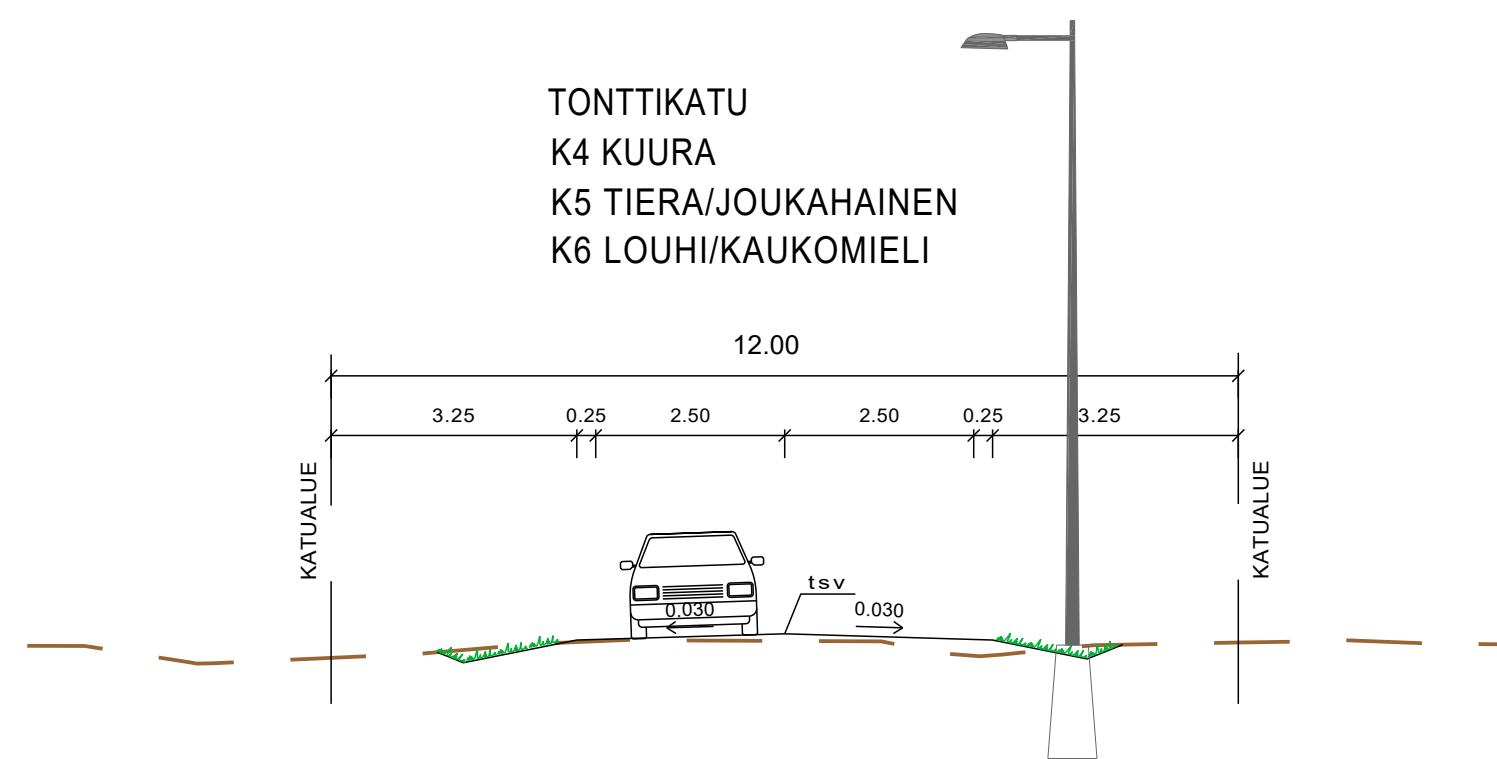 TONTTIKATU
K4 KUURA
K5 TIERA/JOUKAHAINEN
K6 LOUHI/KAUKOMIELI
12.00
3.25 0.25 2.50 2.50 0.25 3.25
KATUALUE
KATUALUE
tsv
0.030 0.030